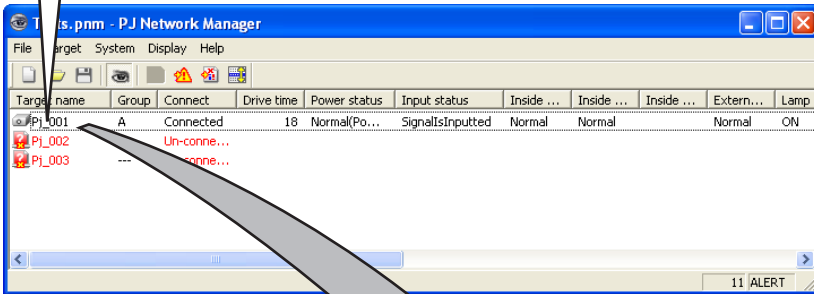 .pnm - PJ Network Manager
File Target System Display Help
Target name Group Connect Drive time Power status Input status Inside ... Inside ... Inside ... Extern... Lamp
Pj_001 A Connected 18 Normal(Po... SignalIsInputted Normal Normal Normal ON
Pj_002 Un-conne...
Pj_003 --- Un-conne...
11 ALERT